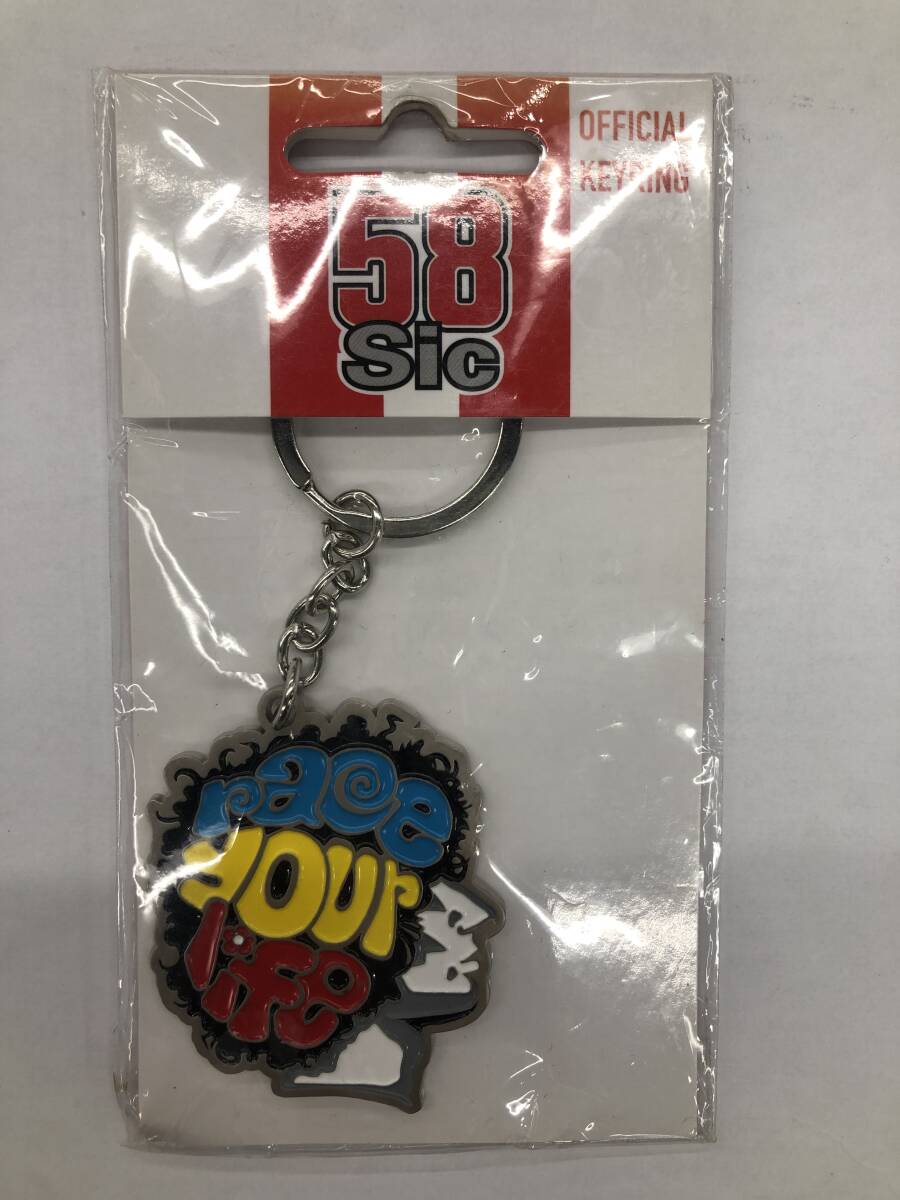 OFFICIAL
KEYRING
58
Sic
race
your
life